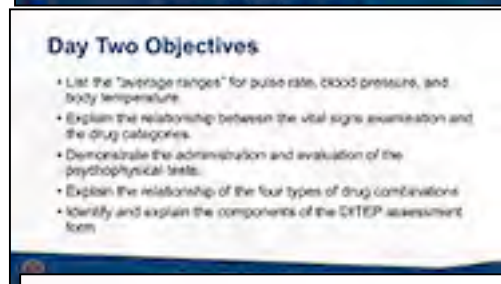 Day Two Objectives
• List the "average ranges" for pulse rate, blood pressure, and
body temperature.
• Explain the relationship between the vital signs examination and
the drug categories.
• Demonstrate the administration and evaluation of the
psychophysical tests.
• Explain the relationship of the four types of drug combinations
• Identify and explain the components of the DITEP assessment
form